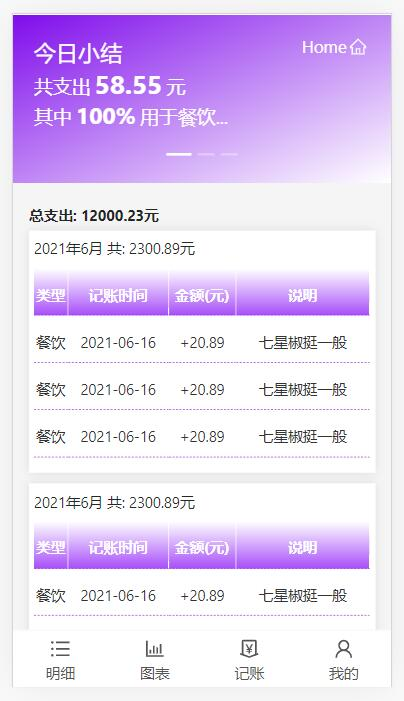 今日小结 Home
共支出 58.55 元
其中 100% 用于餐饮...
总支出: 12000.23元
2021年6月 共: 2300.89元
类型 记账时间 金额(元) 说明
餐饮 2021-06-16 +20.89 七星椒挺一般
餐饮 2021-06-16 +20.89 七星椒挺一般
餐饮 2021-06-16 +20.89 七星椒挺一般
2021年6月 共: 2300.89元
类型 记账时间 金额(元) 说明
餐饮 2021-06-16 +20.89 七星椒挺一般
明细 图表 记账 我的